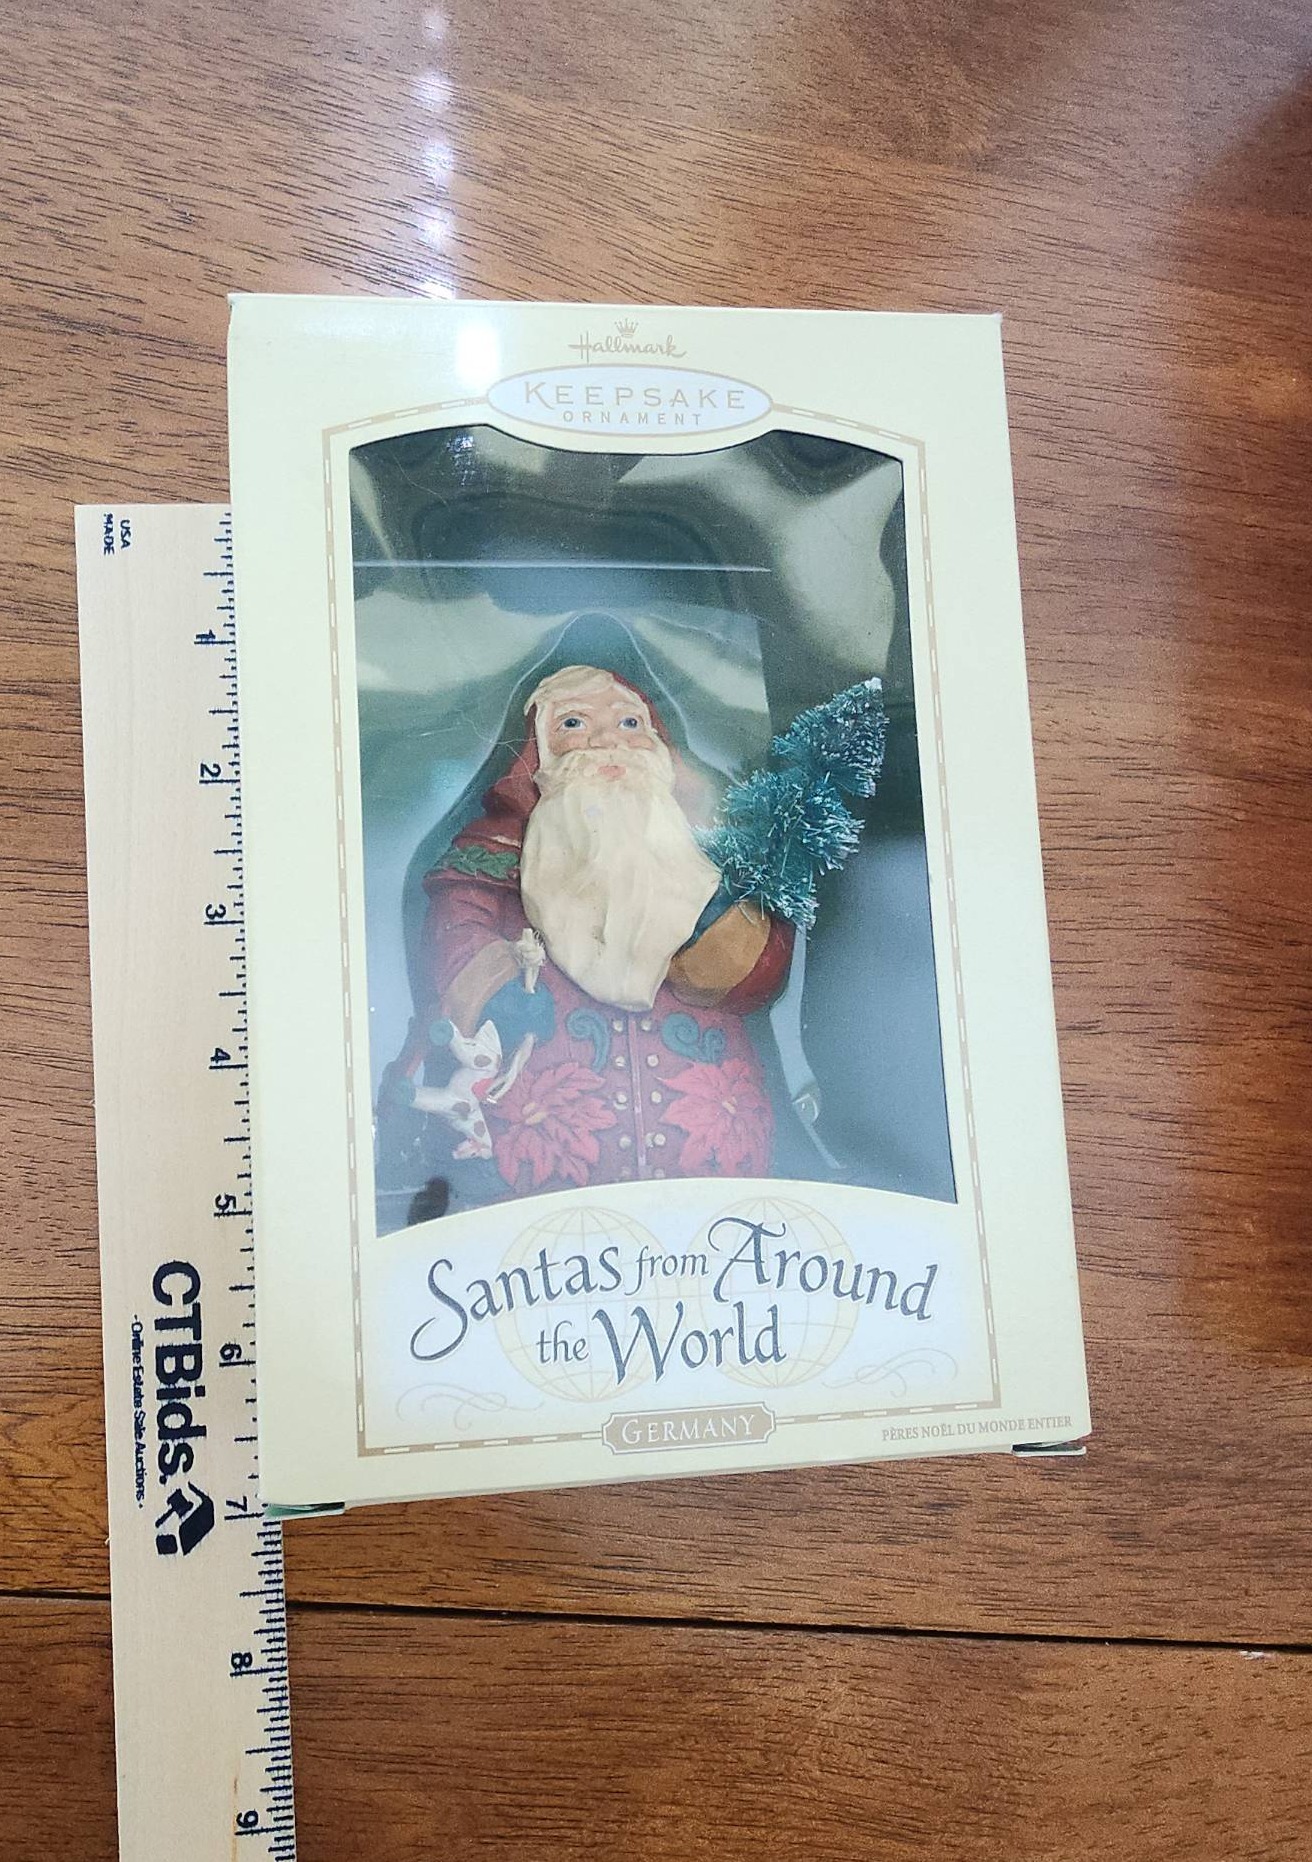 Hallmark
KEEPSAKE
ORNAMENT
Santas from Around
the World
GERMANY
PÈRES NOËL DU MONDE ENTIER
USA
MADE
1
2
3
4
5
6
7
8
9
CTBids.
- Online Estate Sale Auctions -